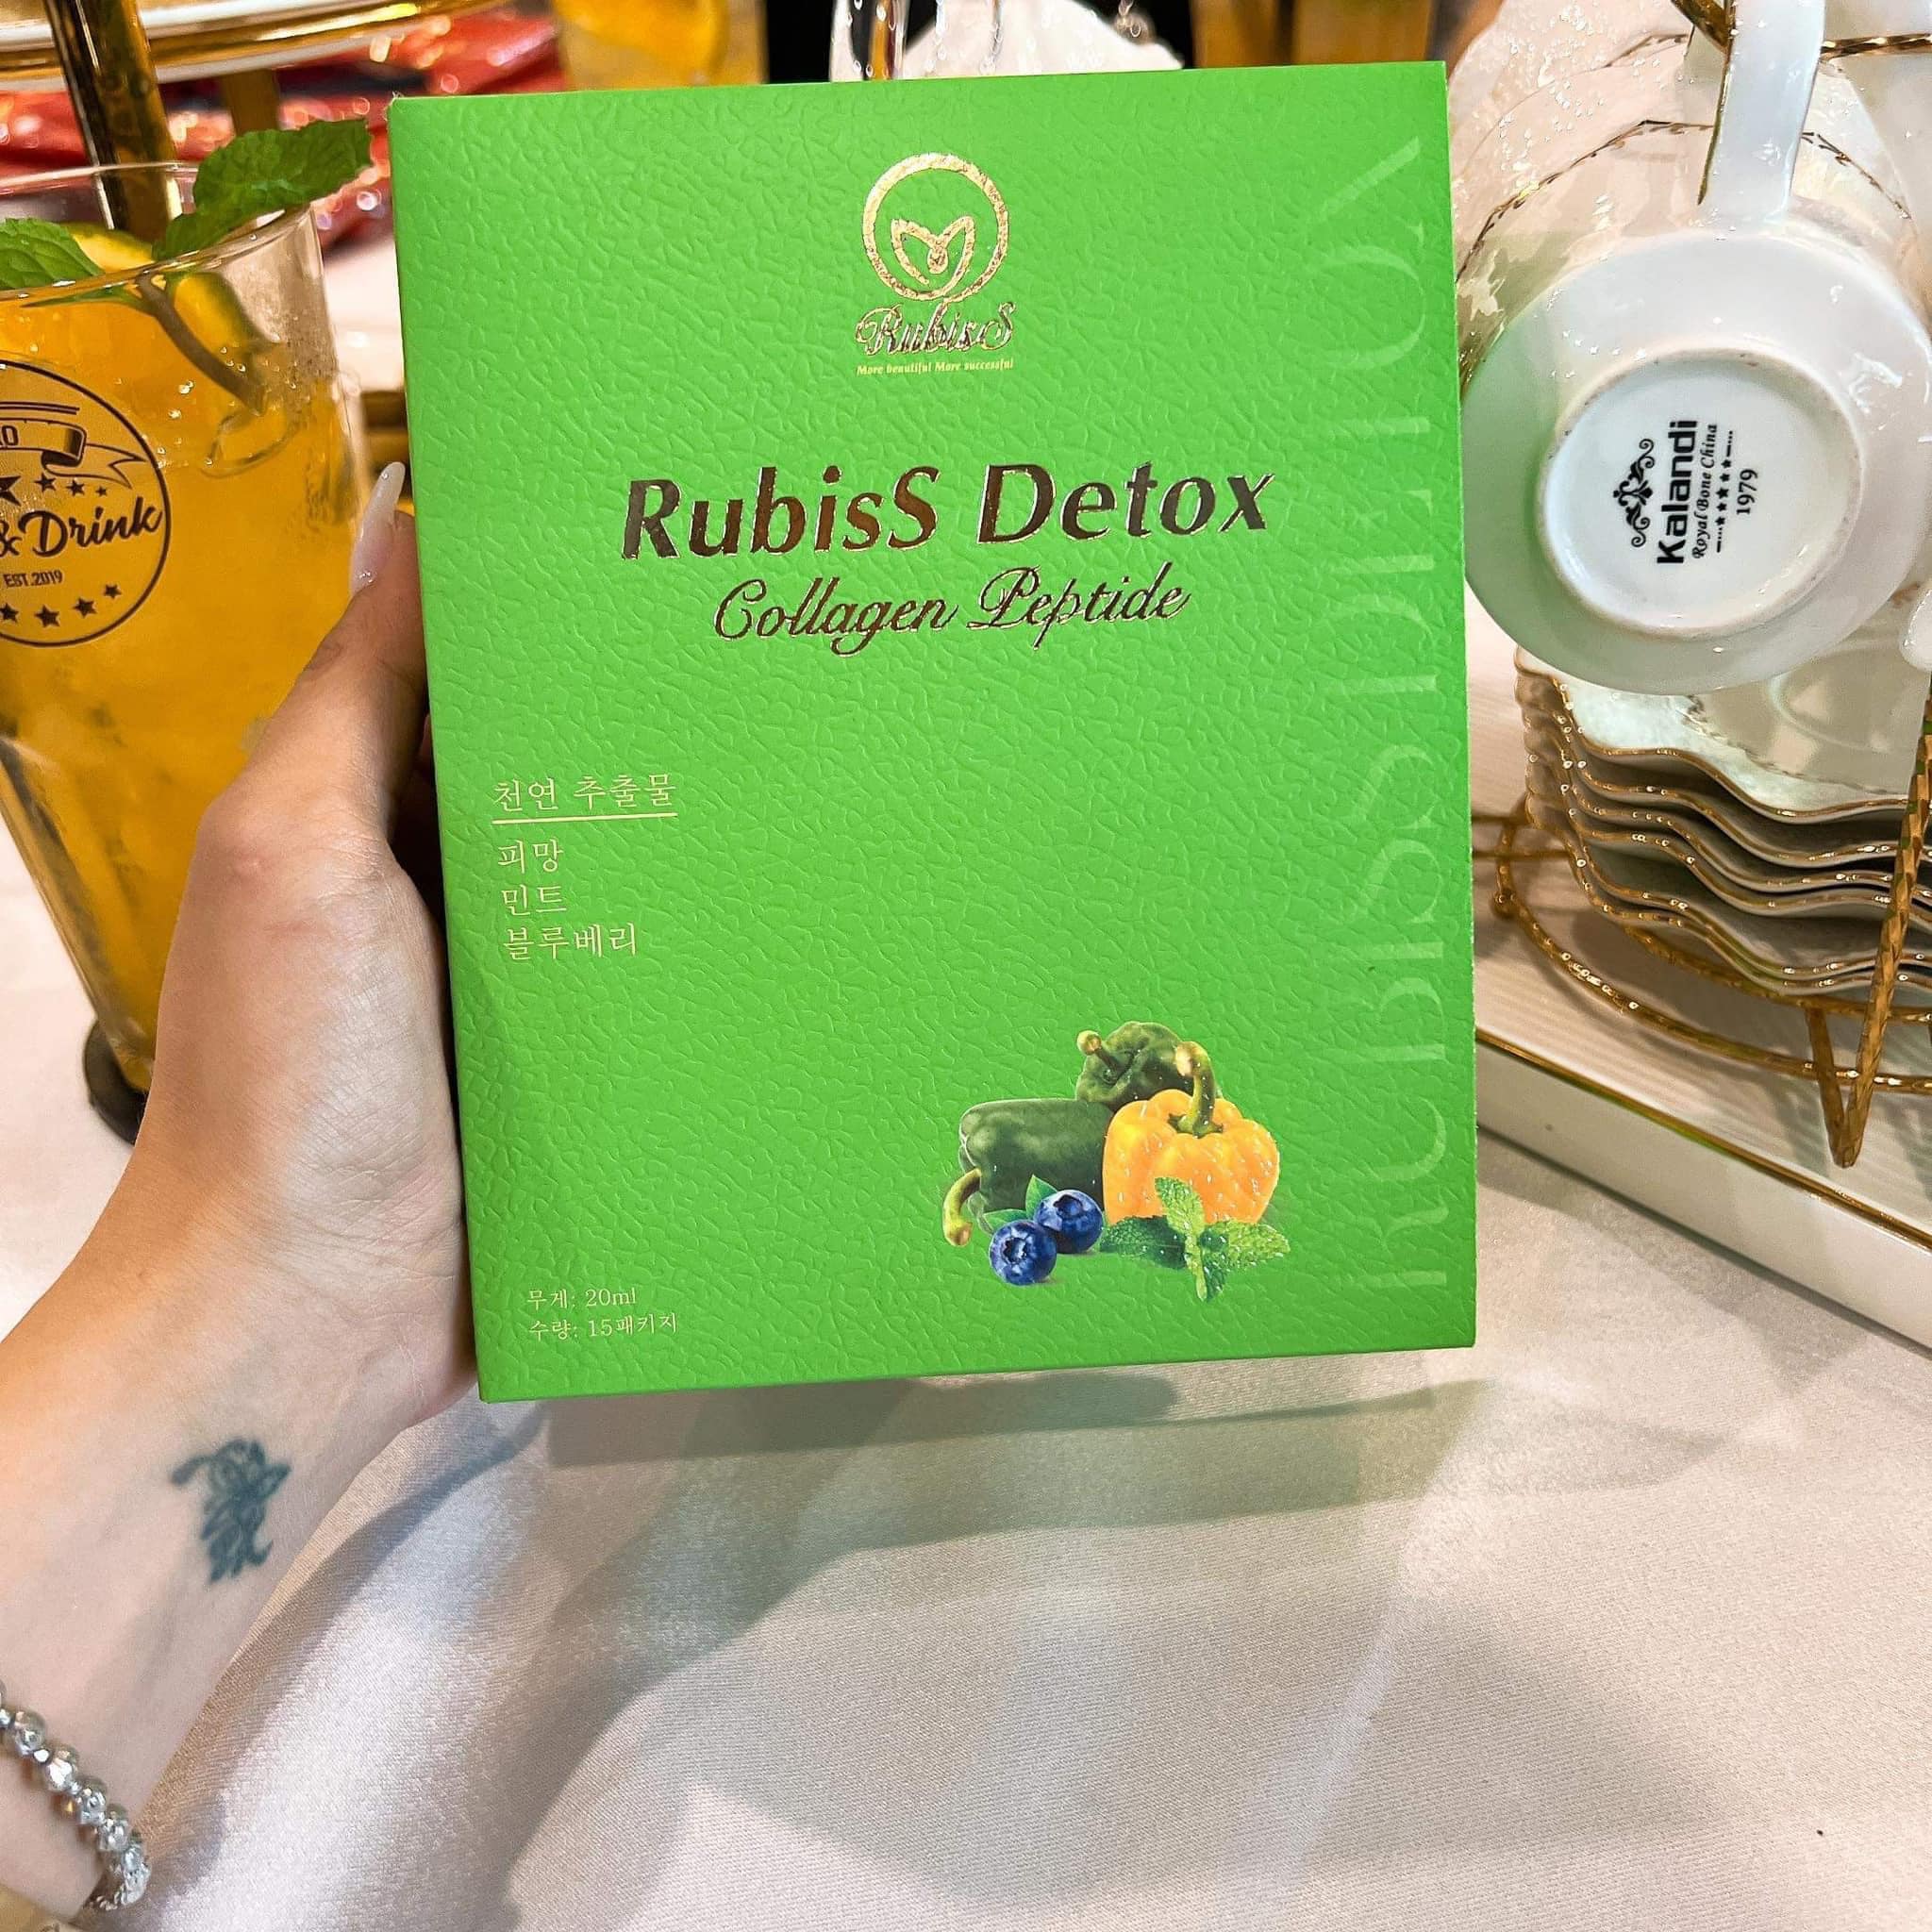 RubisS
More beautiful More successful
RubisS Detox
Collagen Peptide
천연 추출물
피망
민트
블루베리
무게: 20ml
수량: 15패키지
RUBISS DETOX
& Drink
EST.2019
Kalandi
Royal Bone China
1979